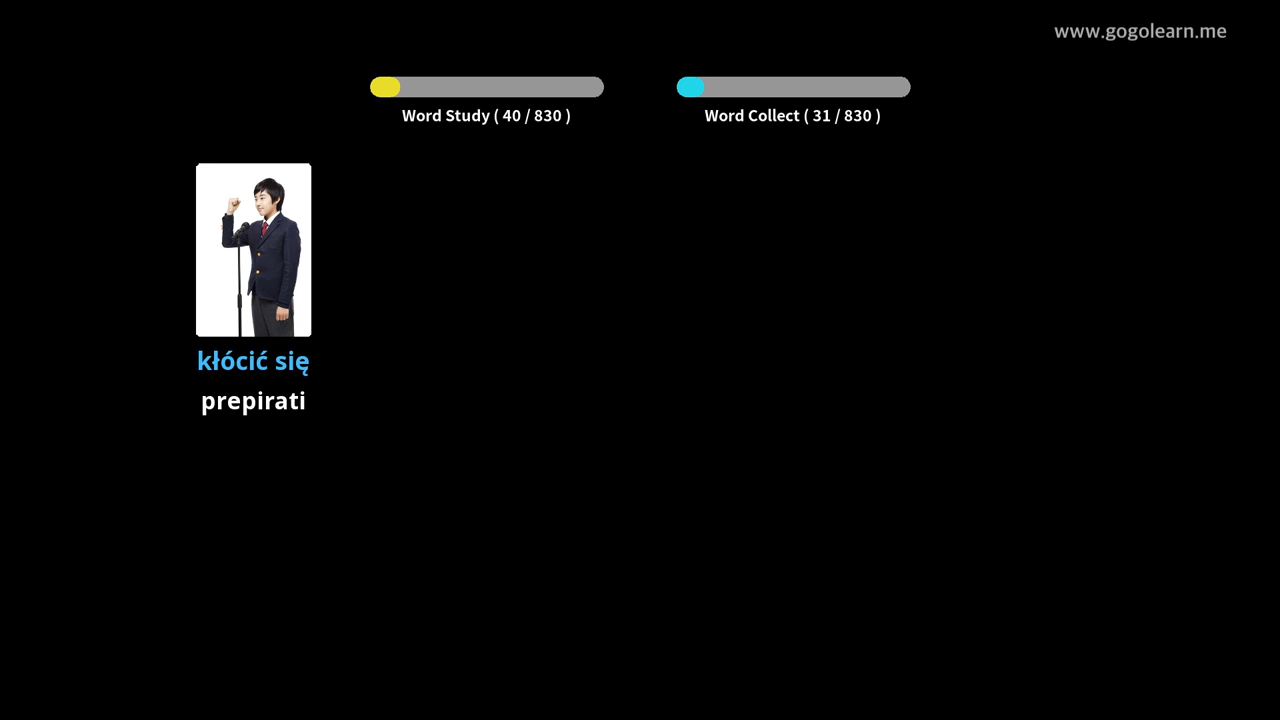 www.gogolearn.me
Word Study ( 40 / 830 )
Word Collect ( 31 / 830 )
kłócić się
prepirati